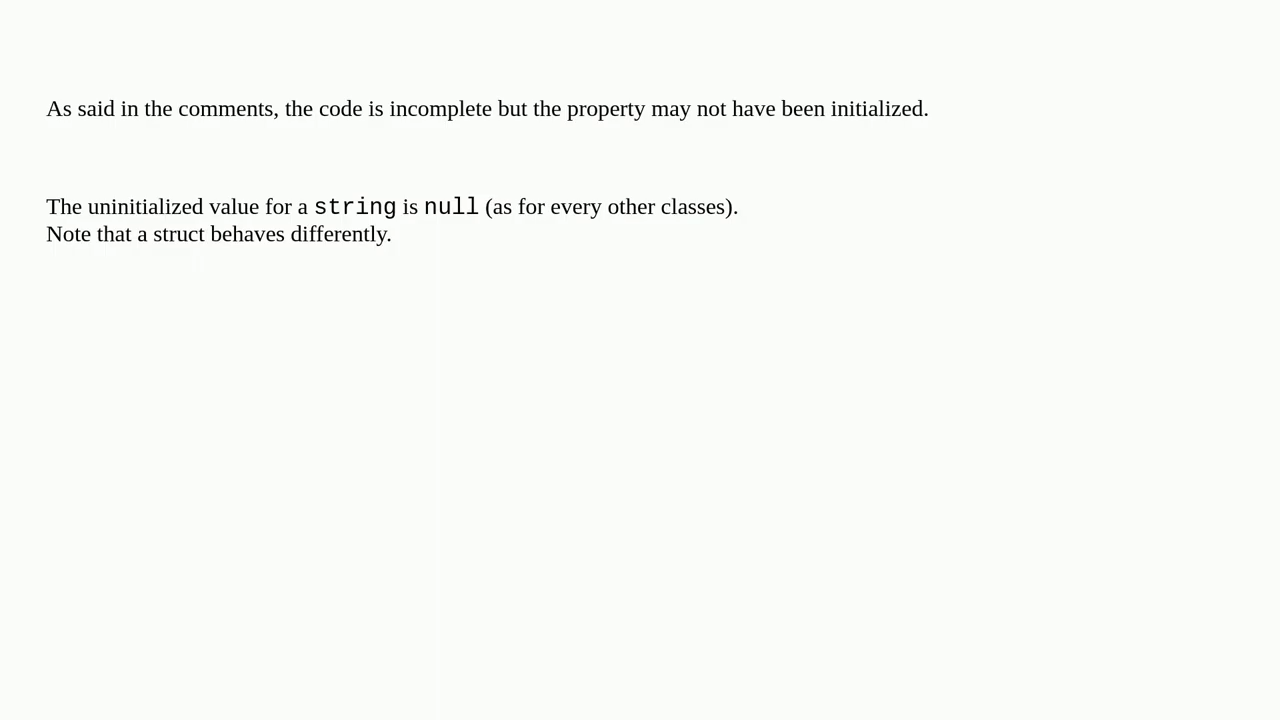 As said in the comments, the code is incomplete but the property may not have been initialized.
The uninitialized value for a string is null (as for every other classes).
Note that a struct behaves differently.